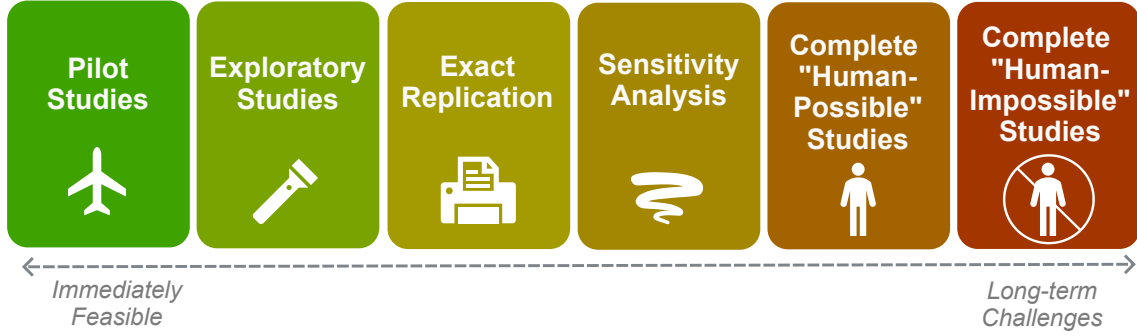 Pilot
Studies
Exploratory
Studies
Exact
Replication
Sensitivity
Analysis
Complete
"Human-
Possible"
Studies
Complete
"Human-
Impossible"
Studies
Immediately
Feasible
Long-term
Challenges